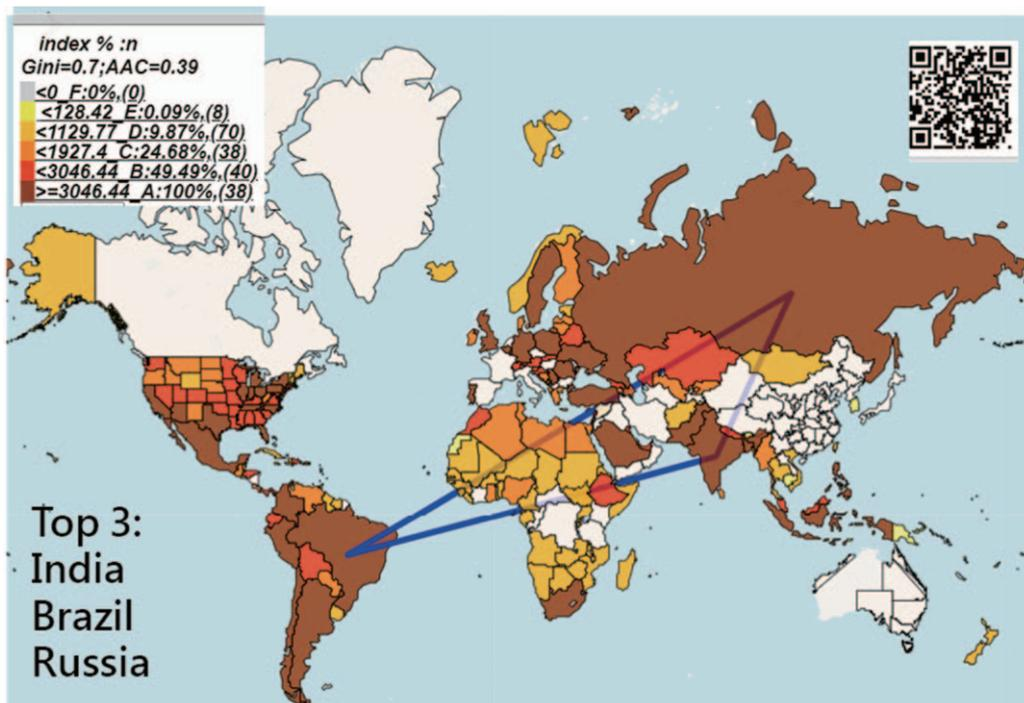 index % :n
Gini=0.7;AAC=0.39
<0_F:0%,(0)
<128.42_E:0.09%,(8)
<1129.77_D:9.87%,(70)
<1927.4_C:24.68%,(38)
<3046.44_B:49.49%,(40)
>=3046.44_A:100%,(38)
Top 3:
India
Brazil
Russia